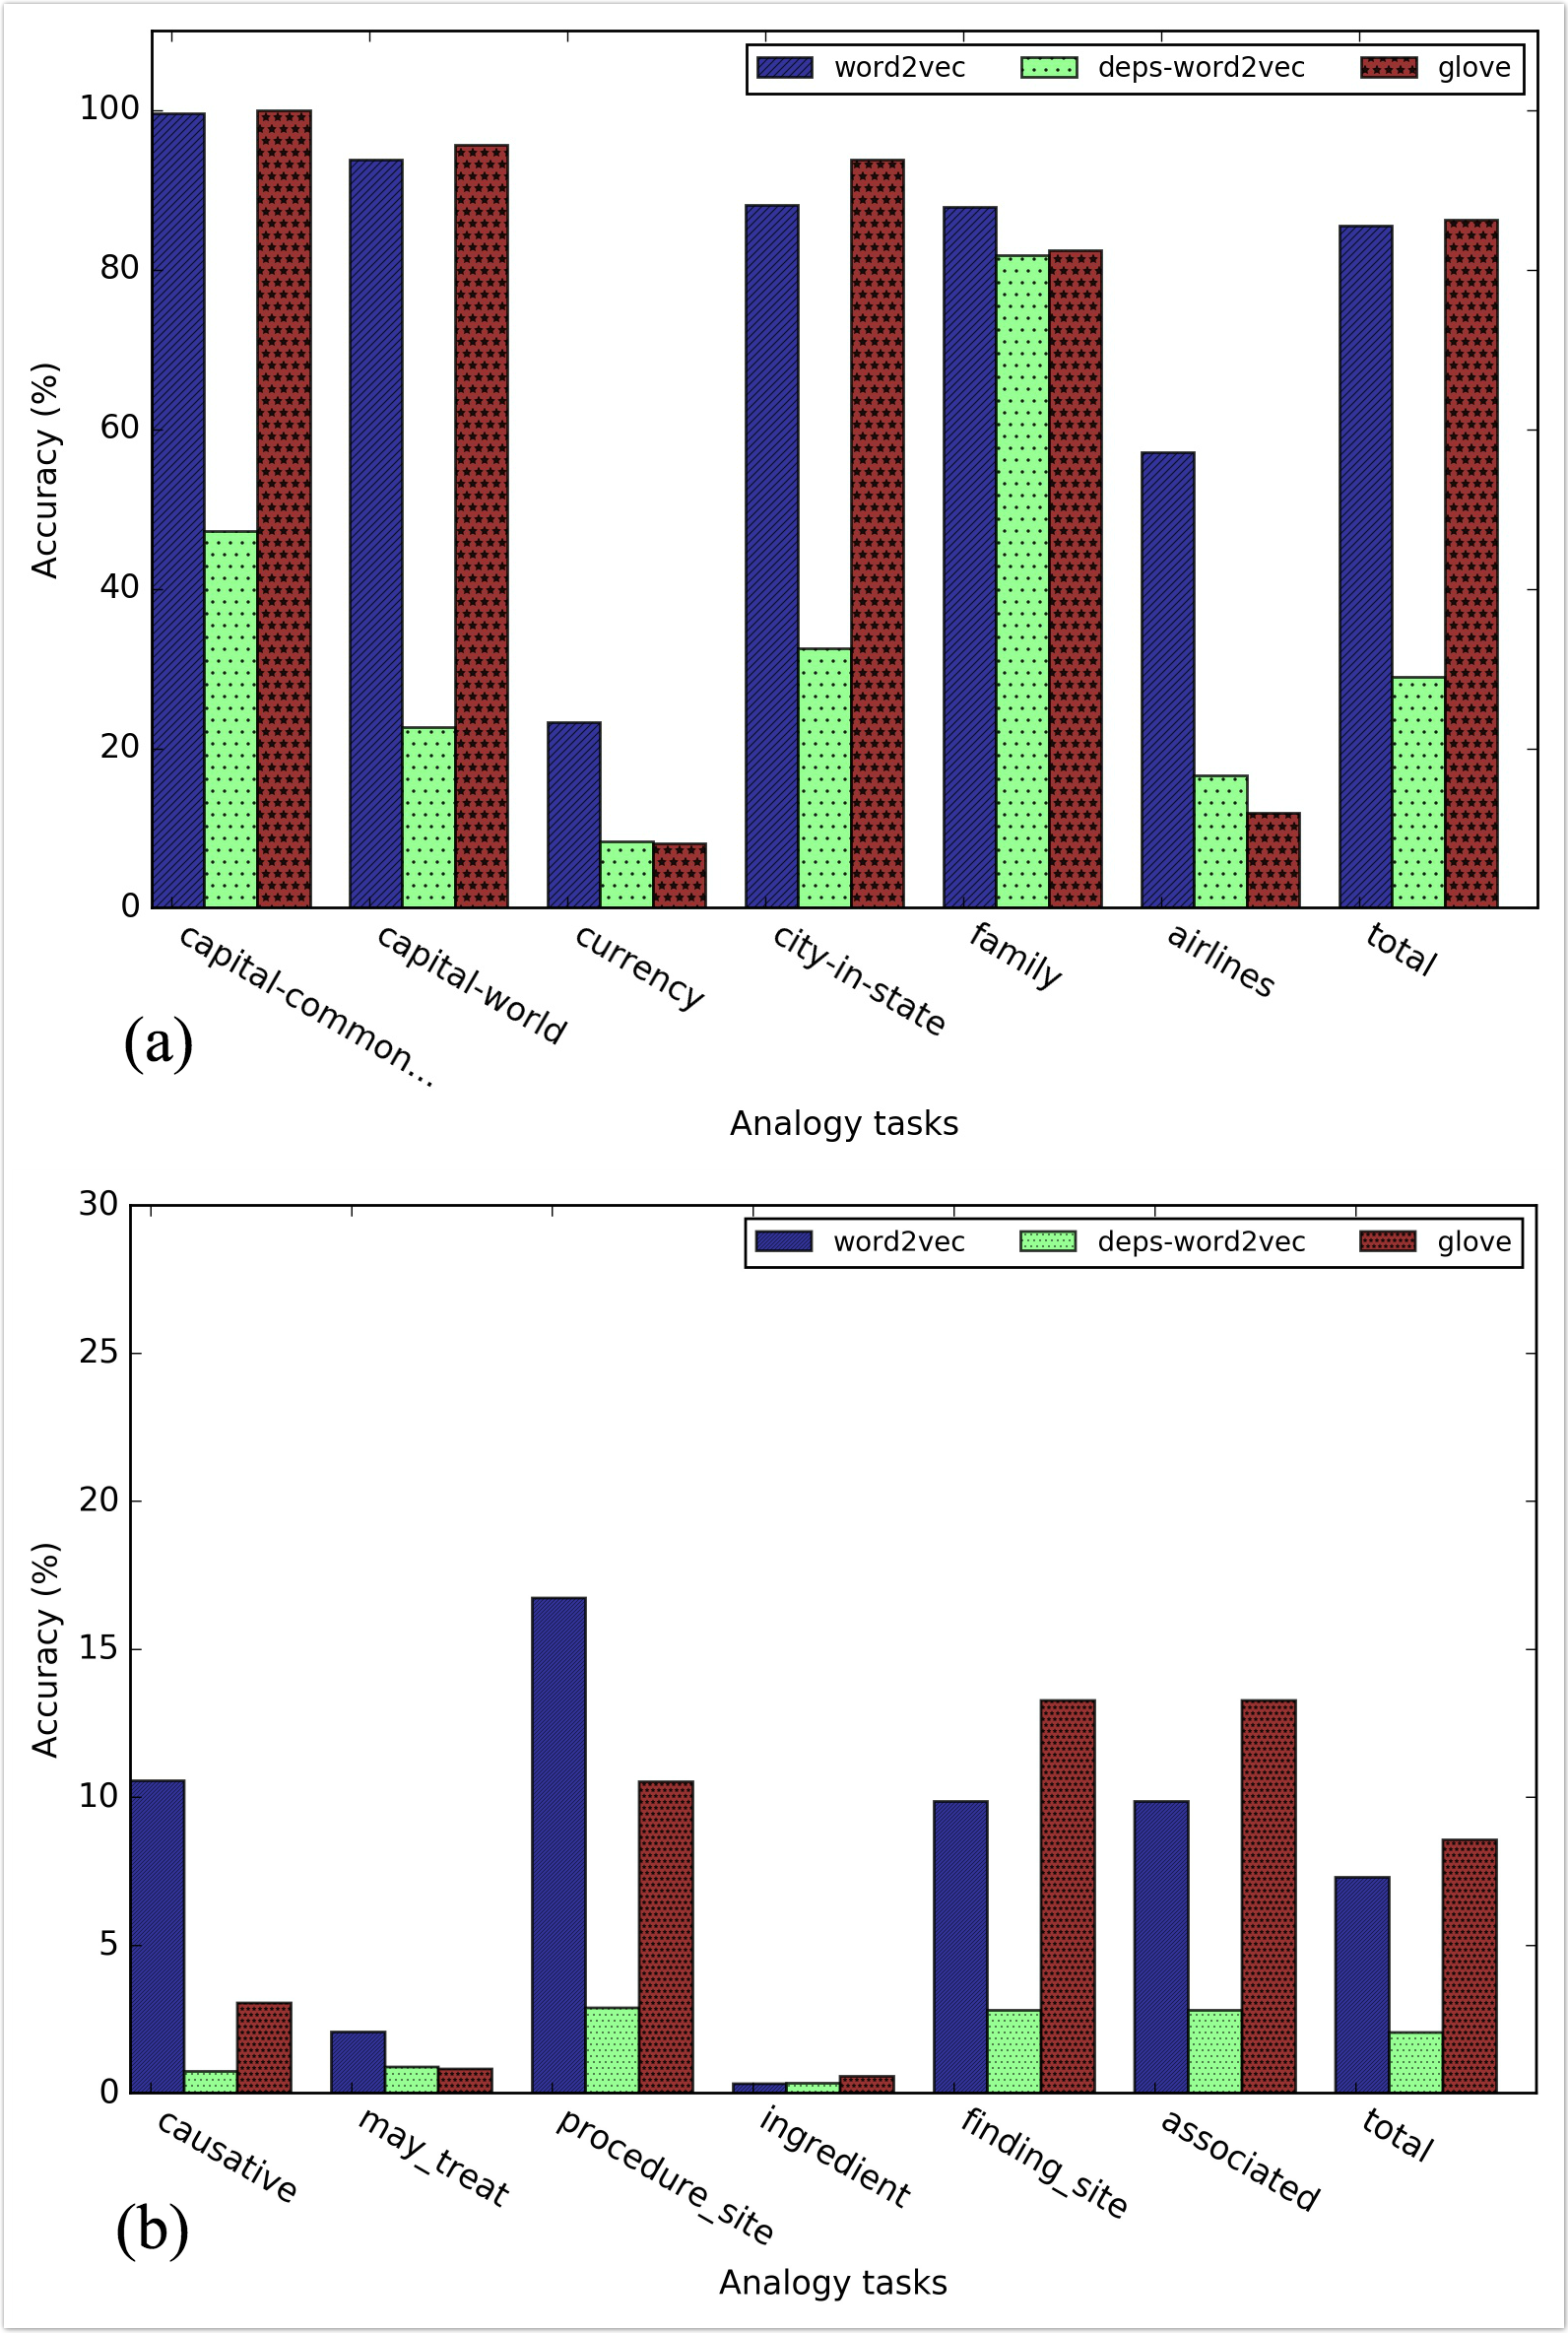 word2vec deps-word2vec glove
100
80
60
40
20
0
Accuracy (%)
capital-common...
capital-world
currency
city-in-state
family
airlines
total
(a)
Analogy tasks
30
word2vec deps-word2vec glove
25
20
15
10
5
0
Accuracy (%)
causative
may_treat
procedure_site
ingredient
finding_site
associated
total
(b)
Analogy tasks